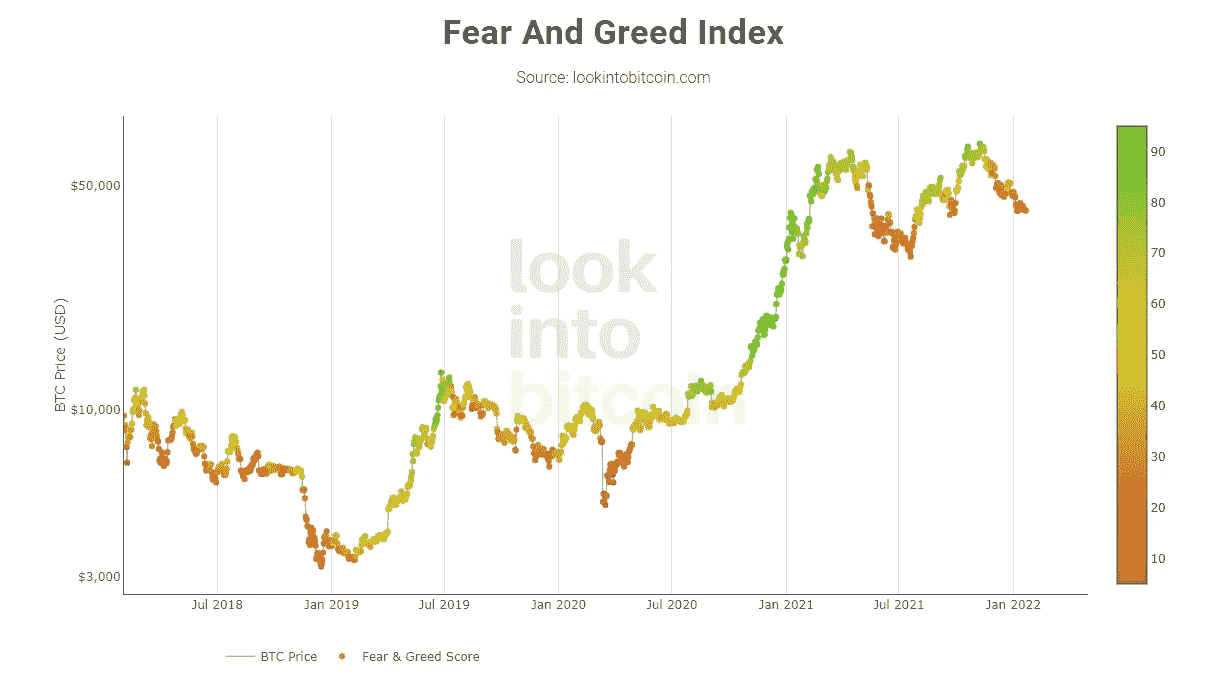 Fear And Greed Index
Source: lookintobitcoin.com
BTC Price (USD)
$50,000
$10,000
$3,000
look
into
bitcoin
90
80
70
60
50
40
30
20
10
Jul 2018
Jan 2019
Jul 2019
Jan 2020
Jul 2020
Jan 2021
Jul 2021
Jan 2022
BTC Price
Fear & Greed Score